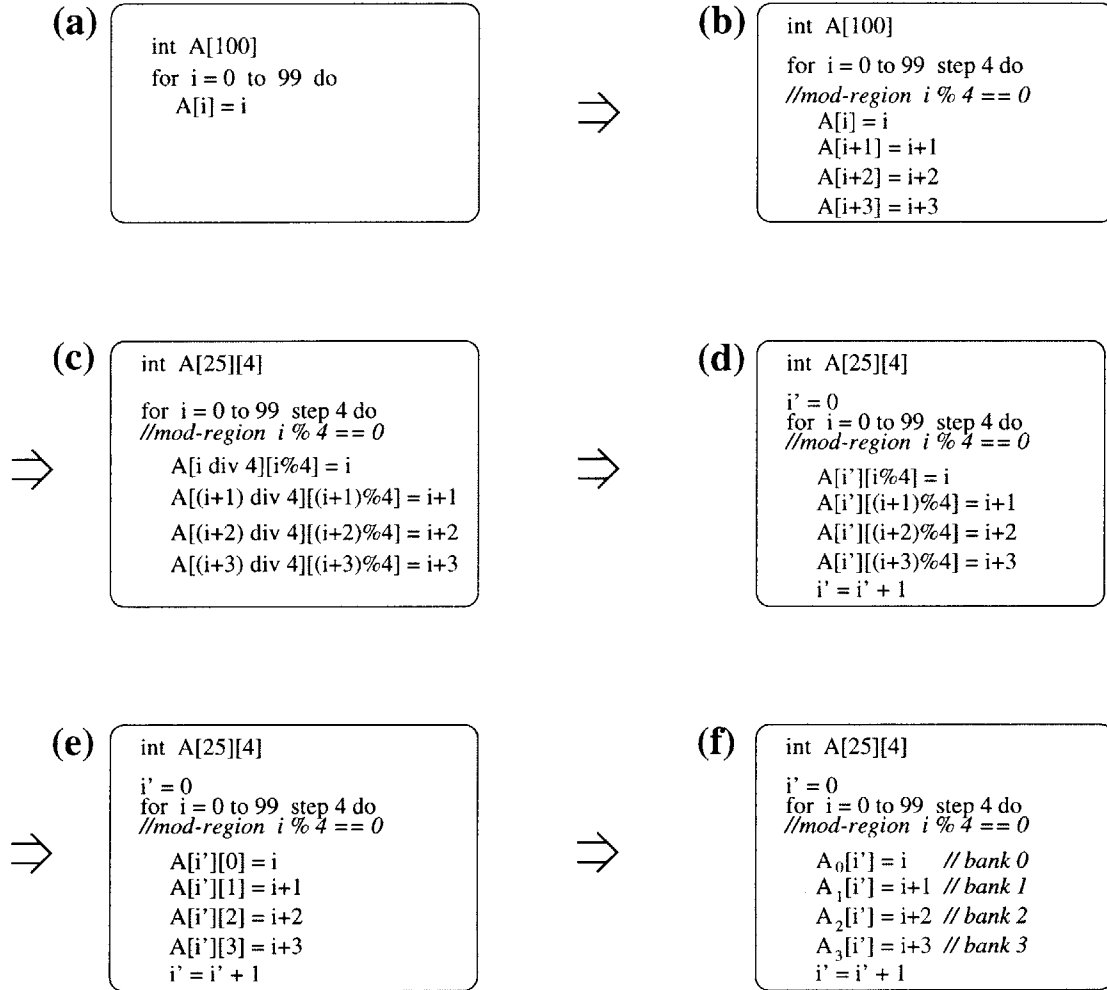 (a)
int A[100]
for i = 0 to 99 do
A[i] = i
(b)
int A[100]
for i = 0 to 99 step 4 do
//mod-region i % 4 == 0
A[i] = i
A[i+1] = i+1
A[i+2] = i+2
A[i+3] = i+3
(c)
int A[25][4]
for i = 0 to 99 step 4 do
//mod-region i % 4 == 0
A[i div 4][i%4] = i
A[(i+1) div 4][(i+1)%4] = i+1
A[(i+2) div 4][(i+2)%4] = i+2
A[(i+3) div 4][(i+3)%4] = i+3
(d)
int A[25][4]
i' = 0
for i = 0 to 99 step 4 do
//mod-region i % 4 == 0
A[i'][i%4] = i
A[i'][(i+1)%4] = i+1
A[i'][(i+2)%4] = i+2
A[i'][(i+3)%4] = i+3
i' = i' + 1
(e)
int A[25][4]
i' = 0
for i = 0 to 99 step 4 do
//mod-region i % 4 == 0
A[i'][0] = i
A[i'][1] = i+1
A[i'][2] = i+2
A[i'][3] = i+3
i' = i' + 1
(f)
int A[25][4]
i' = 0
for i = 0 to 99 step 4 do
//mod-region i % 4 == 0
A₀[i'] = i // bank 0
A₁[i'] = i+1 // bank 1
A₂[i'] = i+2 // bank 2
A₃[i'] = i+3 // bank 3
i' = i' + 1